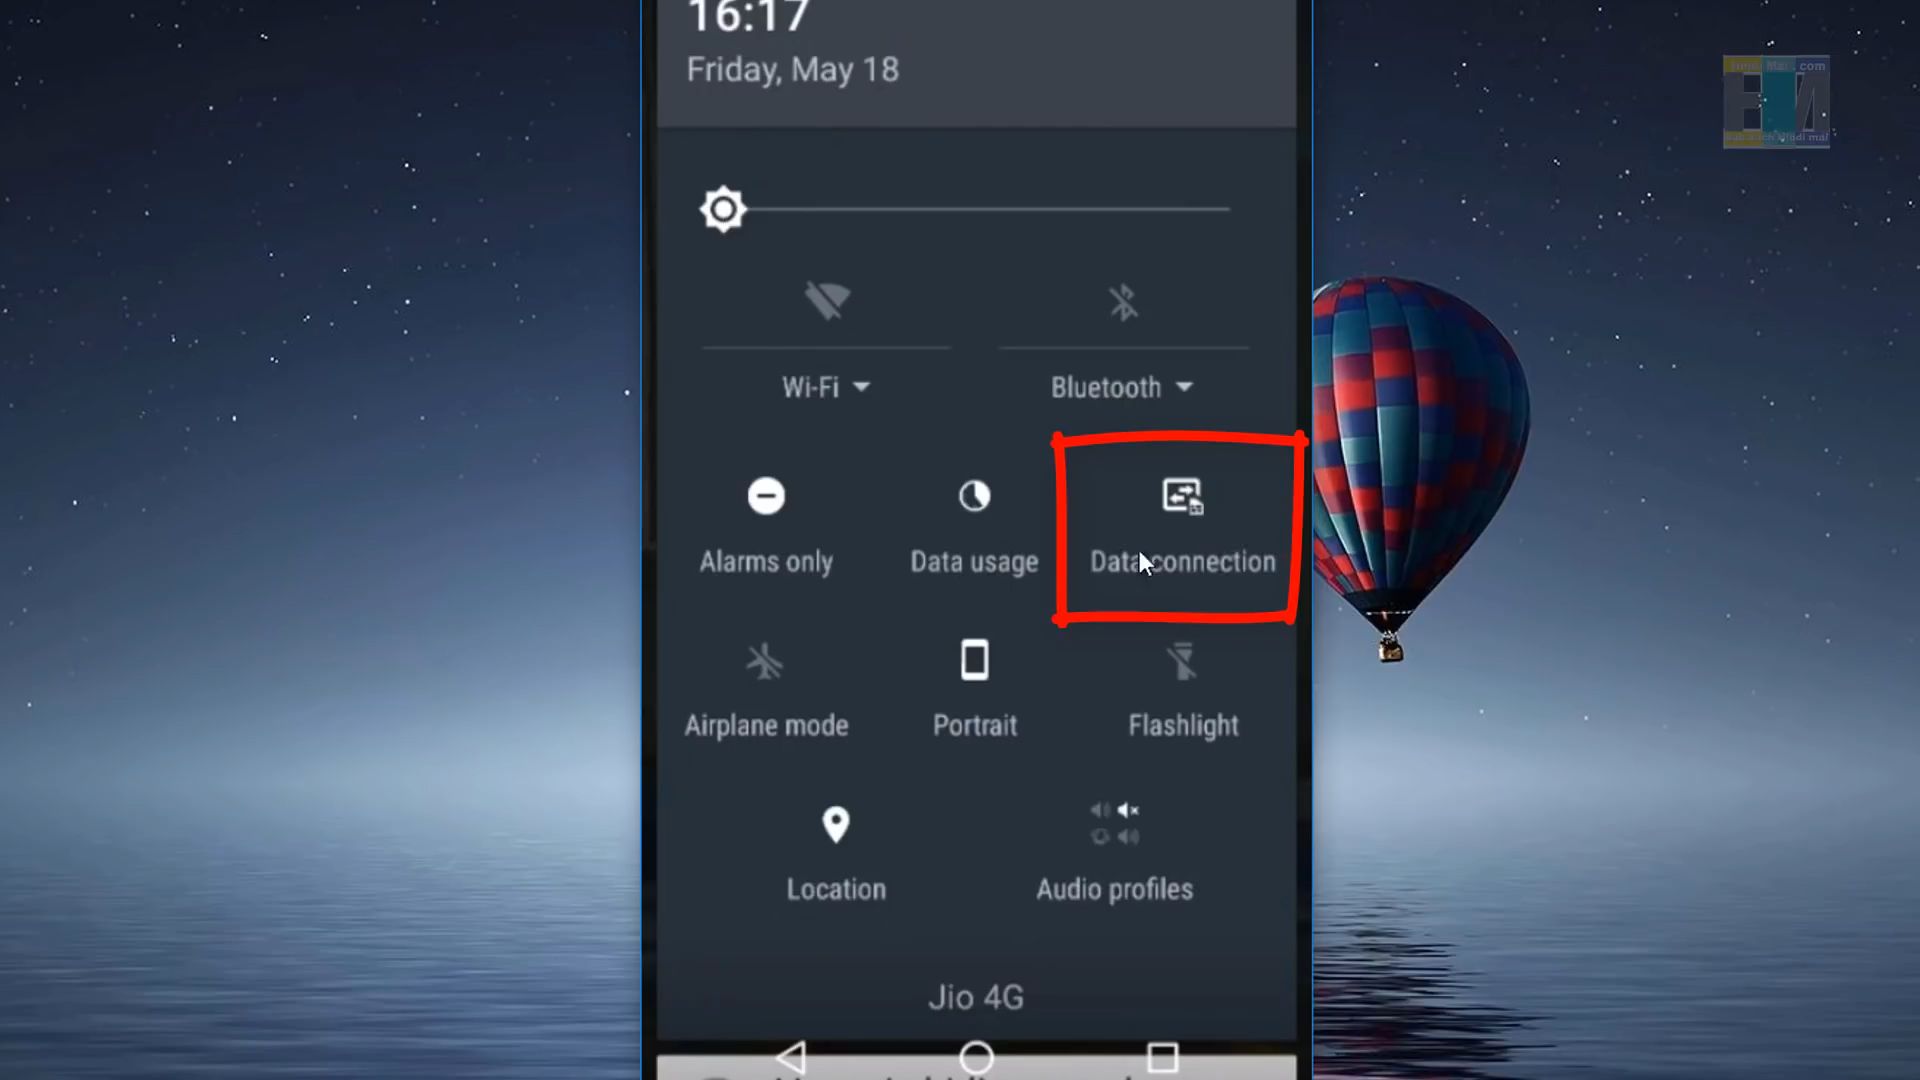 16:17
Friday, May 18
Wi-Fi
Bluetooth
Alarms only
Data usage
Data connection
Airplane mode
Portrait
Flashlight
Location
Audio profiles
Jio 4G